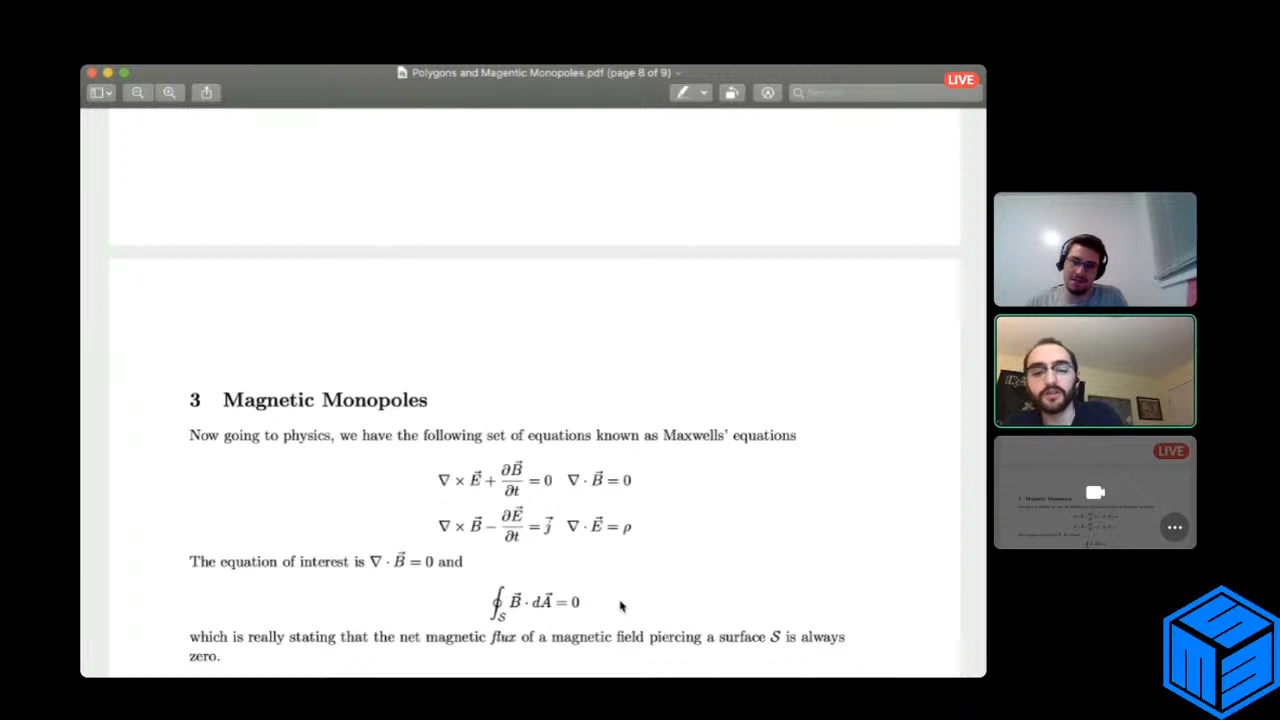 Polygons and Magentic Monopoles.pdf (page 8 of 9)
LIVE
Search
3 Magnetic Monopoles
Now going to physics, we have the following set of equations known as Maxwells' equations
∇ × E⃗ + ∂B⃗/∂t = 0 ∇ · B⃗ = 0
∇ × B⃗ − ∂E⃗/∂t = j⃗ ∇ · E⃗ = ρ
The equation of interest is ∇ · B⃗ = 0 and
∮_S B⃗ · dA⃗ = 0
which is really stating that the net magnetic flux of a magnetic field piercing a surface S is always
zero.
LIVE